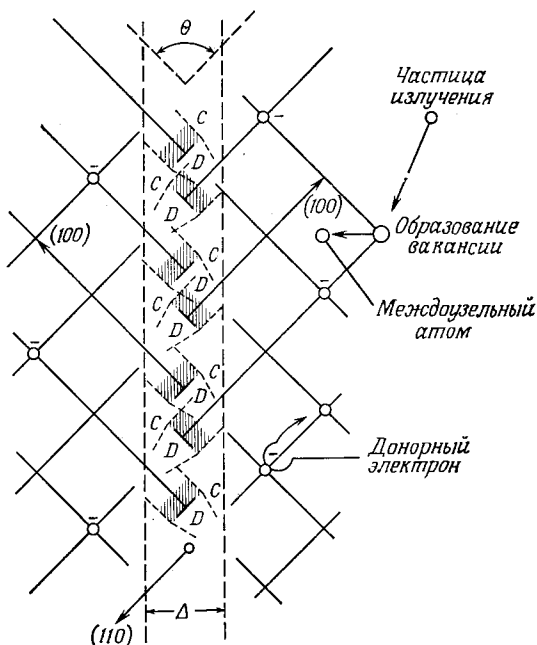 θ
Частица
излучения
C
D
C
D
(100)
(100)
Образование
вакансии
C
D
C
D
Междоузельный
атом
C
D
C
D
Донорный
электрон
C
D
(110)
Δ